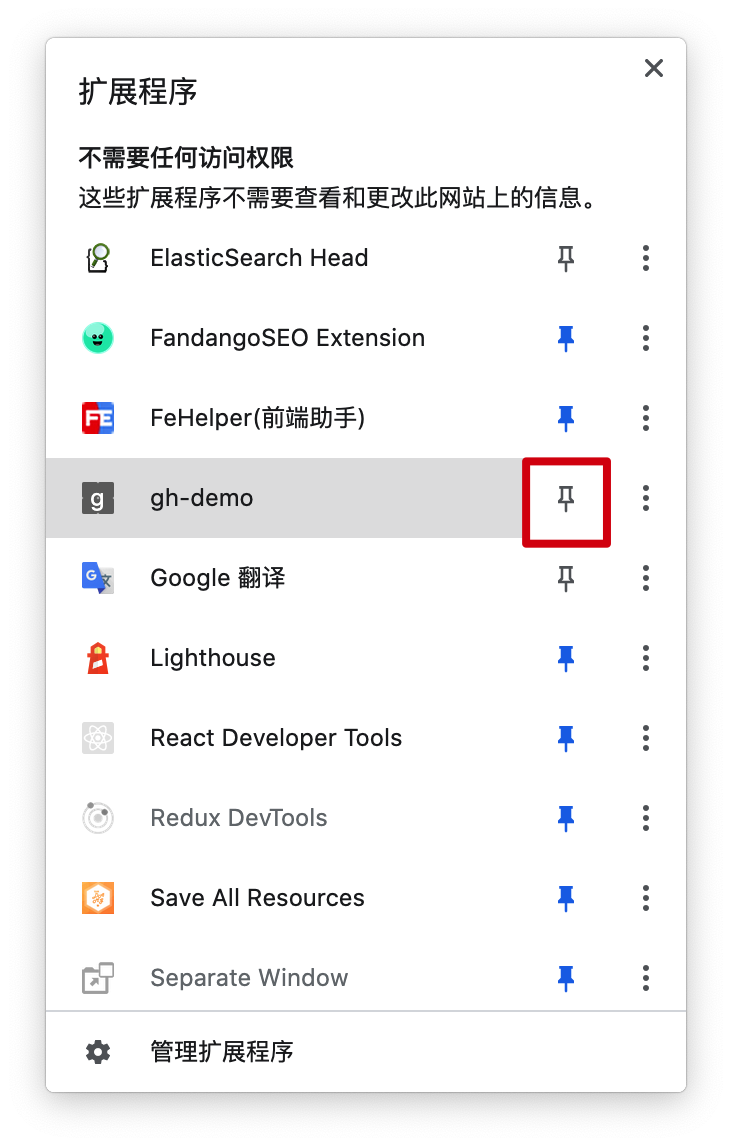 扩展程序
不需要任何访问权限
这些扩展程序不需要查看和更改此网站上的信息。
ElasticSearch Head
FandangoSEO Extension
FE FeHelper(前端助手)
g gh-demo
G 文 Google 翻译
Lighthouse
React Developer Tools
Redux DevTools
Save All Resources
Separate Window
管理扩展程序